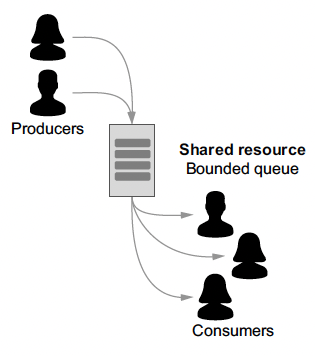 Producers
Shared resource
Bounded queue
Consumers